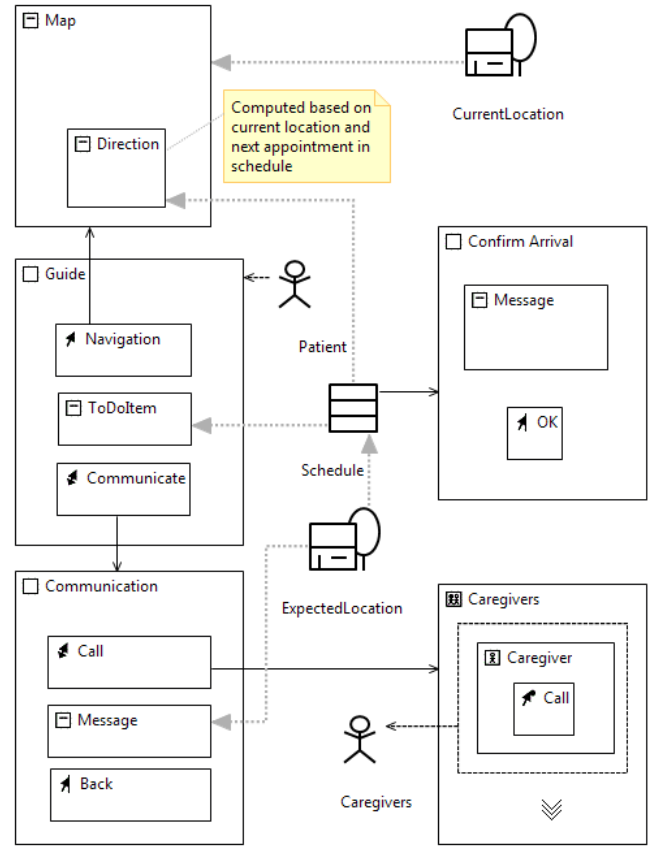 Map
CurrentLocation
Computed based on
current location and
next appointment in
schedule
Direction
Confirm Arrival
Guide
Message
Patient
Navigation
ToDoItem
OK
Schedule
Communicate
Communication
ExpectedLocation
Caregivers
Call
Caregiver
Call
Message
Back
Caregivers